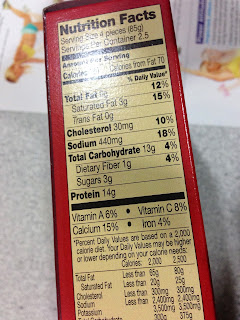 Nutrition Facts
Serving Size 4 pieces (85g)
Servings Per Container 2.5
Amount Per Serving
Calories Calories from Fat 70
% Daily Value*
Total Fat 12%
Saturated Fat 3g 15%
Trans Fat 0g
Cholesterol 30mg 10%
Sodium 440mg 18%
Total Carbohydrate 13g 4%
Dietary Fiber 1g 4%
Sugars 3g
Protein 14g
Vitamin A 6% • Vitamin C 8%
Calcium 15% • Iron 4%
*Percent Daily Values are based on a 2,000
calorie diet. Your Daily Values may be higher
or lower depending on your calorie needs:
Calories: 2,000 2,500
Total Fat Less than 65g 80g
Saturated Fat Less than 20g 25g
Cholesterol Less than 300mg 300mg
Sodium Less than 2,400mg 2,400mg
Potassium 3,500mg 3,500mg
Total Carbohydrate 300g 375g